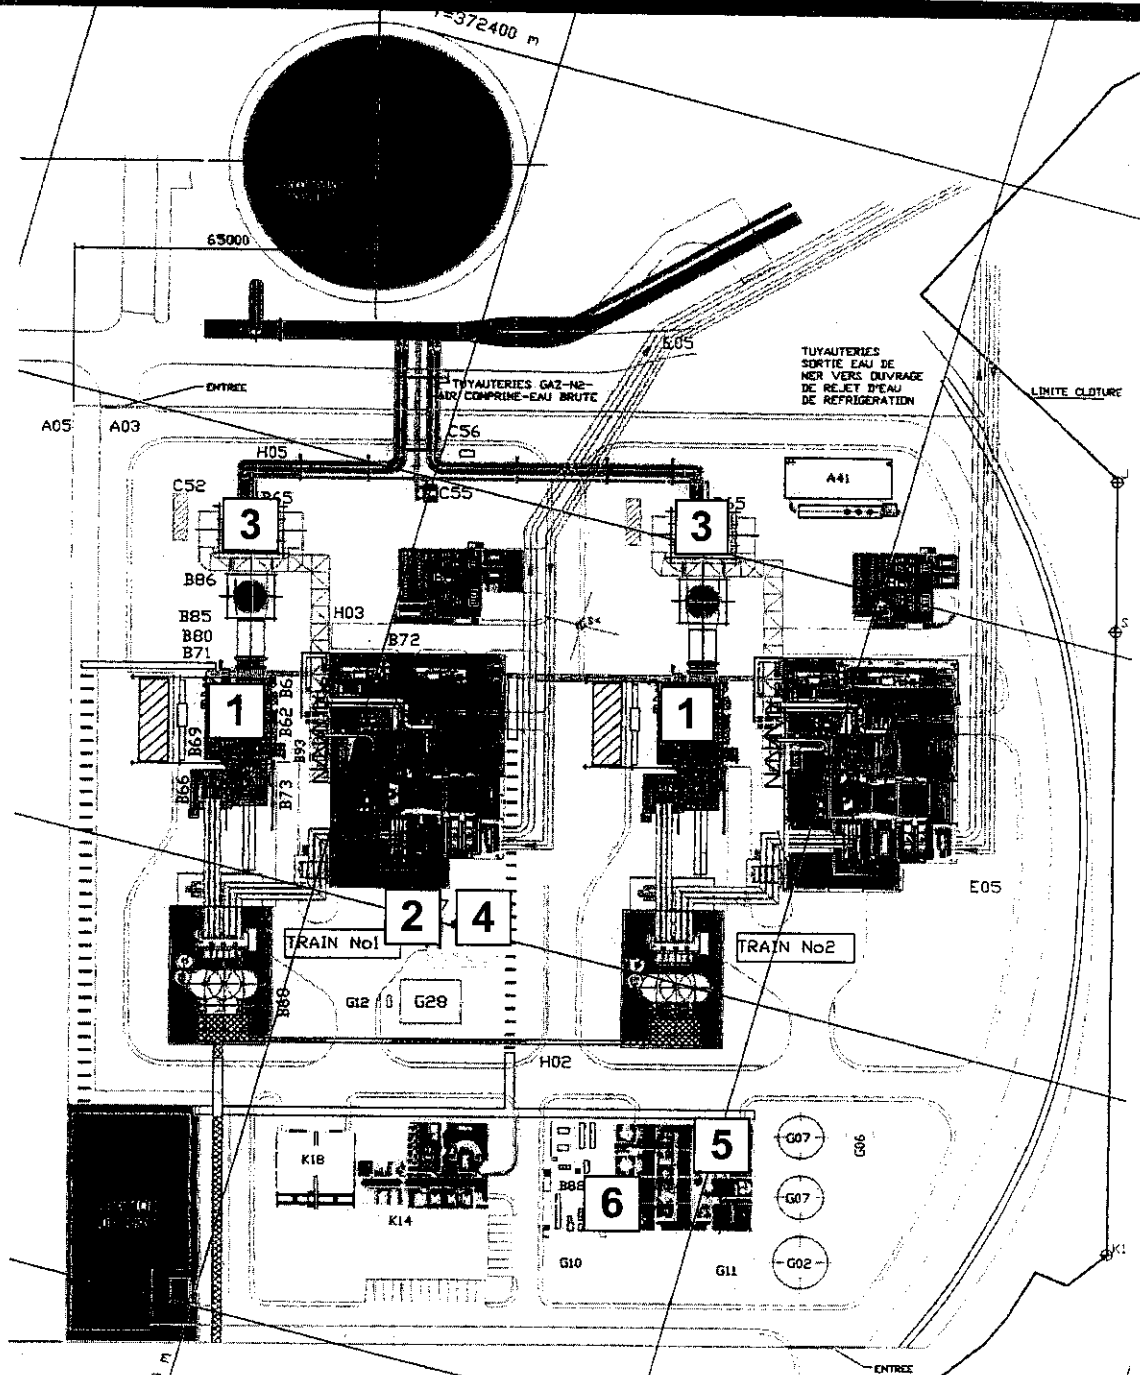 Y=372400 m
65000
E05
TUYAUTERIES
SORTIE EAU DE
MER VERS OUVRAGE
DE REJET D'EAU
DE REFRIGERATION
ENTREE
TUYAUTERIES GAZ-N2-
AIR COMPRIME-EAU BRUTE
LIMITE CLOTURE
A05
A03
C56
H05
A41
C52
B65
C55
3
3
B86
H03
B85
B80
B72
B71
1
1
B62
B69
B93
B66
B73
E05
2
4
TRAIN No1
TRAIN No2
B88
G12
G28
H02
5
G07
G06
K18
B88
6
G07
K14
G10
G11
G02
K1
ENTREE